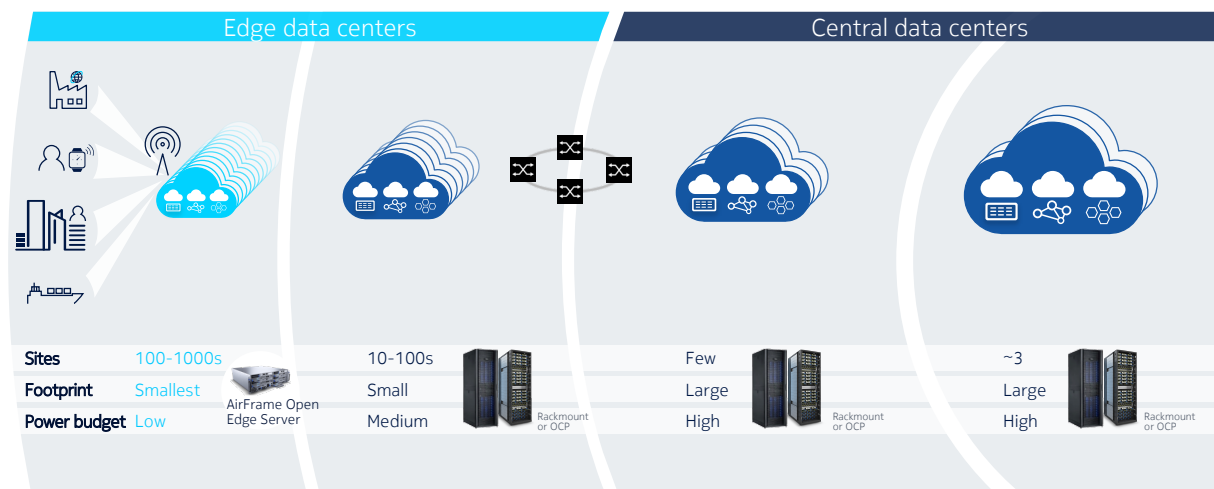 Edge data centers
Central data centers
Sites 100-1000s 10-100s Few ~3
Footprint Smallest Small Large Large
Power budget Low Medium High High
AirFrame Open
Edge Server
Rackmount
or OCP
Rackmount
or OCP
Rackmount
or OCP